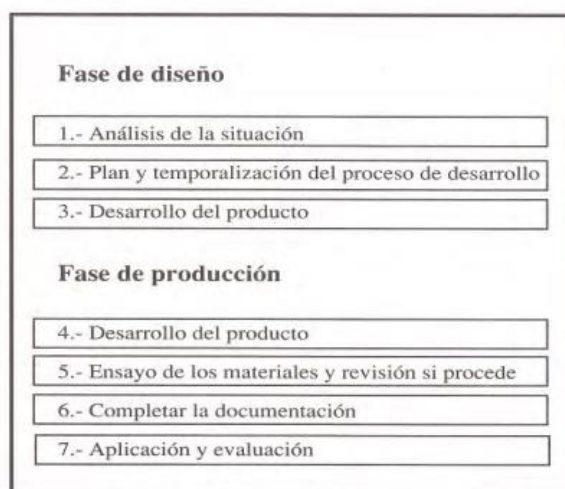 Fase de diseño
1.- Análisis de la situación
2.- Plan y temporalización del proceso de desarrollo
3.- Desarrollo del producto
Fase de producción
4.- Desarrollo del producto
5.- Ensayo de los materiales y revisión si procede
6.- Completar la documentación
7.- Aplicación y evaluación